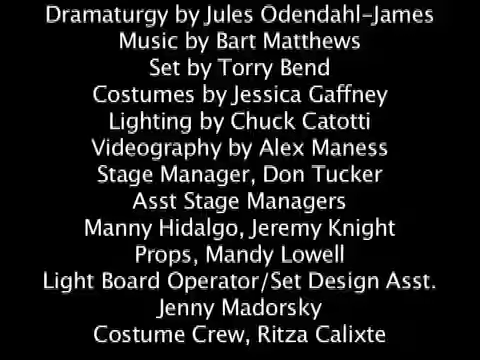 Dramaturgy by Jules Odendahl-James
Music by Bart Matthews
Set by Torry Bend
Costumes by Jessica Gaffney
Lighting by Chuck Catotti
Videography by Alex Maness
Stage Manager, Don Tucker
Asst Stage Managers
Manny Hidalgo, Jeremy Knight
Props, Mandy Lowell
Light Board Operator/Set Design Asst.
Jenny Madorsky
Costume Crew, Ritza Calixte